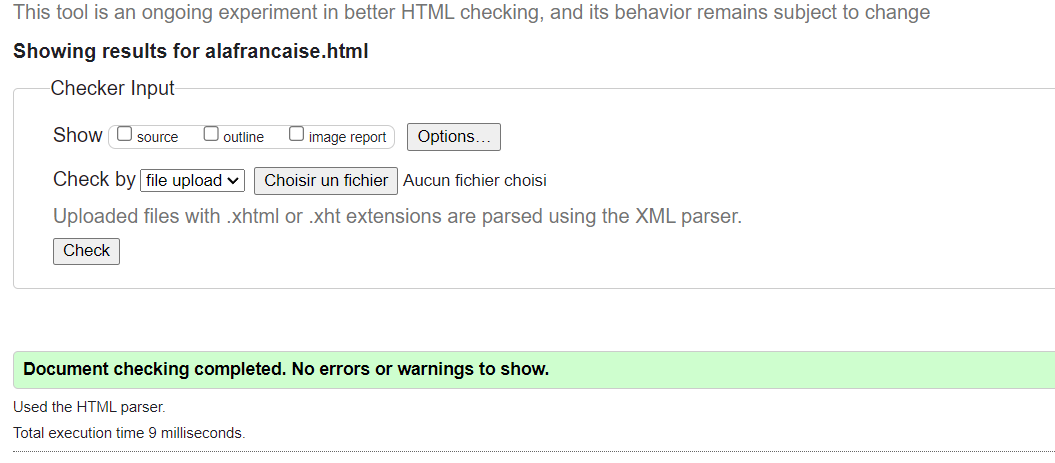 This tool is an ongoing experiment in better HTML checking, and its behavior remains subject to change
Showing results for alafrancaise.html
Checker Input
Show source outline image report Options…
Check by file upload Choisir un fichier Aucun fichier choisi
Uploaded files with .xhtml or .xht extensions are parsed using the XML parser.
Check
Document checking completed. No errors or warnings to show.
Used the HTML parser.
Total execution time 9 milliseconds.